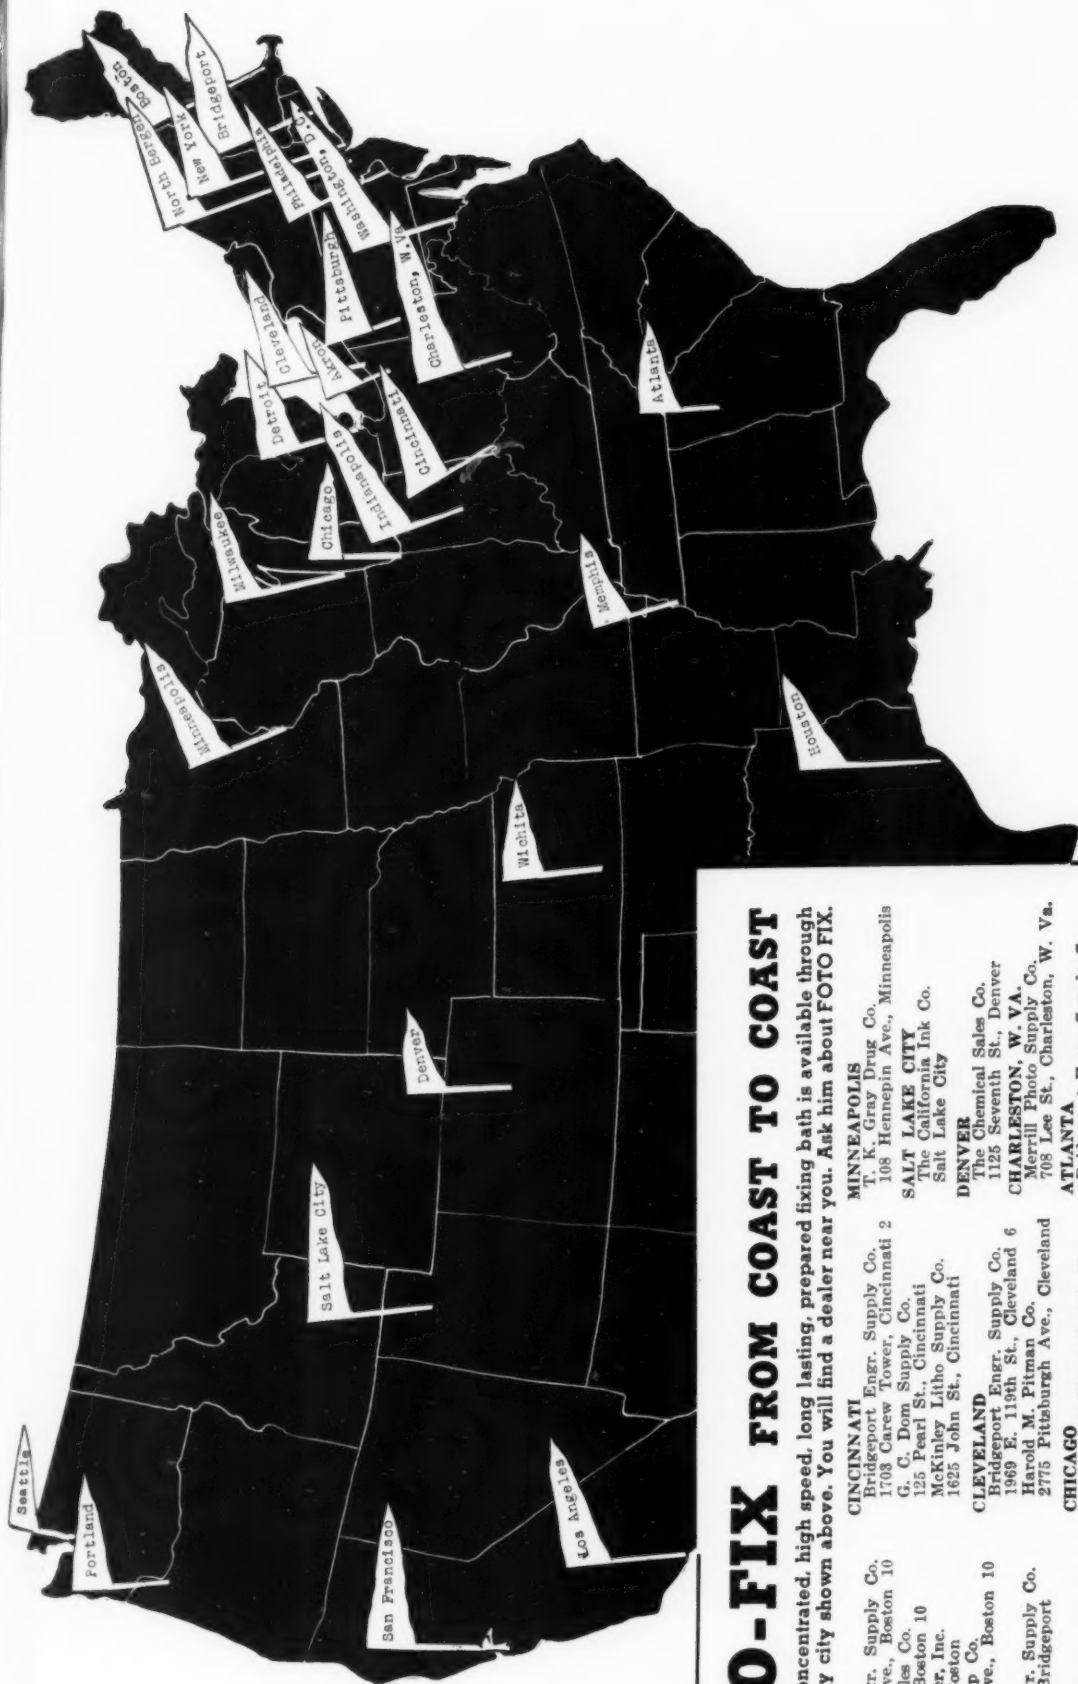 Seattle
Portland
San Francisco
Los Angeles
Salt Lake City
Denver
Wichita
Houston
Minneapolis
Milwaukee
Chicago
Indianapolis
Detroit
Cleveland
Akron
Cincinnati
Memphis
Atlanta
Charleston, W.Va
Pittsburgh
Washington, D.C.
Philadelphia
North Bergen
New York
Boston
Bridgeport
O-FIX FROM COAST TO COAST
oncentrated, high speed, long lasting, prepared fixing bath is available through
y city shown above. You will find a dealer near you. Ask him about FOTO FIX.
r. Supply Co.
ve., Boston 10
les Co.
Boston 10
er, Inc.
oston
p Co.
ve., Boston 10
r. Supply Co.
Bridgeport
CINCINNATI
Bridgeport Engr. Supply Co.
1703 Carew Tower, Cincinnati 2
G. C. Dom Supply Co.
125 Pearl St., Cincinnati
McKinley Litho Supply Co.
1625 John St., Cincinnati
CLEVELAND
Bridgeport Engr. Supply Co.
1969 E. 119th St., Cleveland 6
Harold M. Pitman Co.
2775 Pittsburgh Ave., Cleveland
CHICAGO
MINNEAPOLIS
T. K. Gray Drug Co.
108 Hennepin Ave., Minneapolis
SALT LAKE CITY
The California Ink Co.
Salt Lake City
DENVER
The Chemical Sales Co.
1125 Seventh St., Denver
CHARLESTON, W. VA.
Merrill Photo Supply Co.
708 Lee St., Charleston, W. Va.
ATLANTA